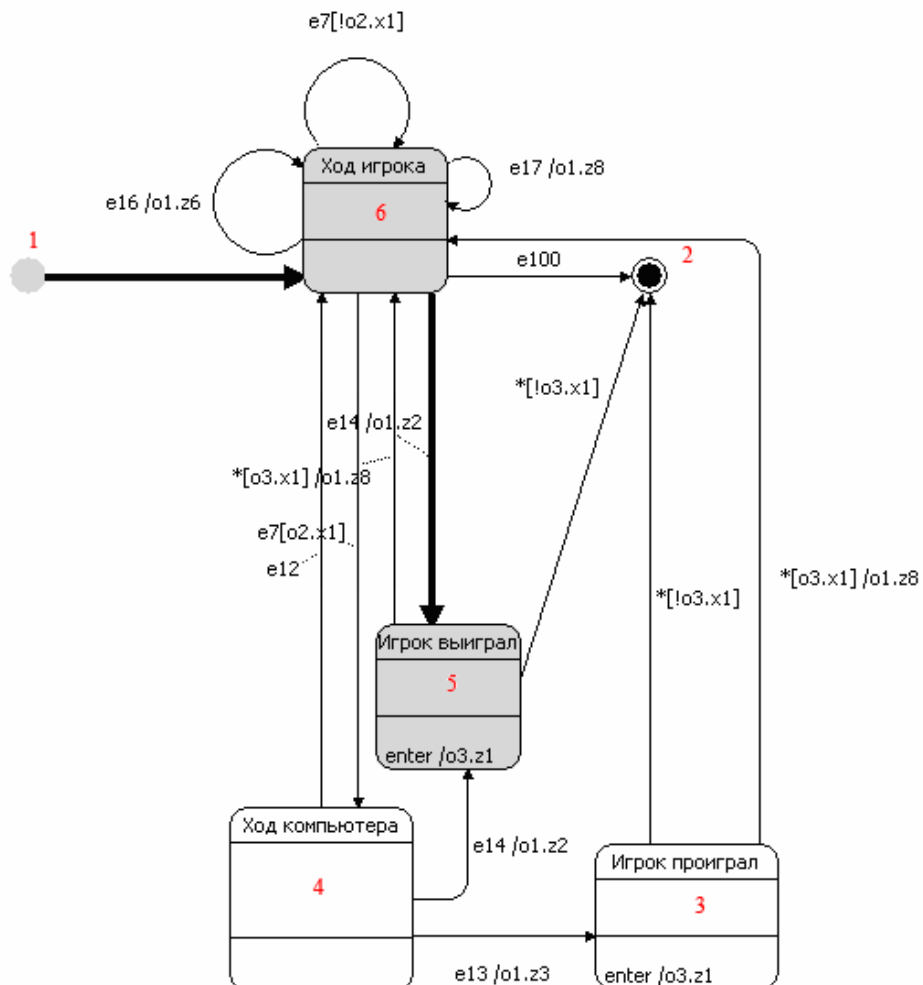 e7[!o2.x1]
Ход игрока
e17 /o1.z8
e16 /o1.z6
6
1
2
e100
*[!o3.x1]
e14 /o1.z2
*[o3.x1] /o1.z8
e7[o2.x1]
e12
*[!o3.x1]
*[o3.x1] /o1.z8
Игрок выиграл
5
enter /o3.z1
Ход компьютера
e14 /o1.z2
Игрок проиграл
4
3
e13 /o1.z3
enter /o3.z1